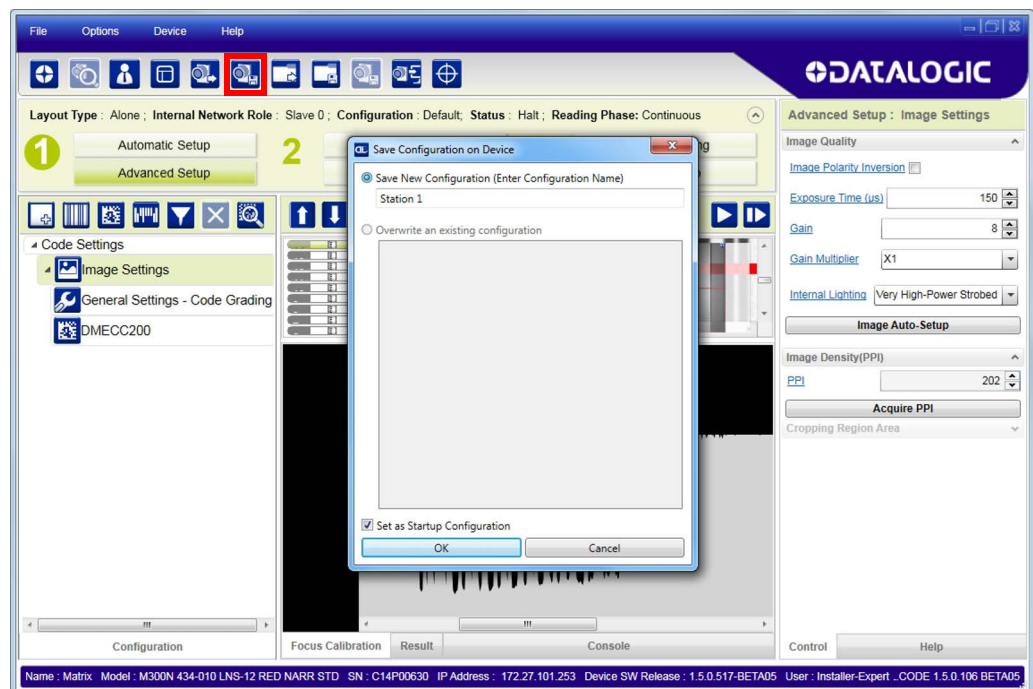 File Options Device Help
DATALOGIC
Layout Type : Alone ; Internal Network Role : Slave 0 ; Configuration : Default; Status : Halt ; Reading Phase: Continuous
1 Automatic Setup
Advanced Setup
2
Code Settings
Image Settings
General Settings - Code Grading
DMECC200
Configuration
Save Configuration on Device
Save New Configuration (Enter Configuration Name)
Station 1
Overwrite an existing configuration
Set as Startup Configuration
OK Cancel
Focus Calibration Result Console
Advanced Setup : Image Settings
Image Quality
Image Polarity Inversion
Exposure Time (µs) 150
Gain 8
Gain Multiplier X1
Internal Lighting Very High-Power Strobed
Image Auto-Setup
Image Density(PPI)
PPI 202
Acquire PPI
Cropping Region Area
Control Help
Name : Matrix Model : M300N 434-010 LNS-12 RED NARR STD SN : C14P00630 IP Address : 172.27.101.253 Device SW Release : 1.5.0.517-BETA05 User : Installer-Expert ..CODE 1.5.0.106 BETA05